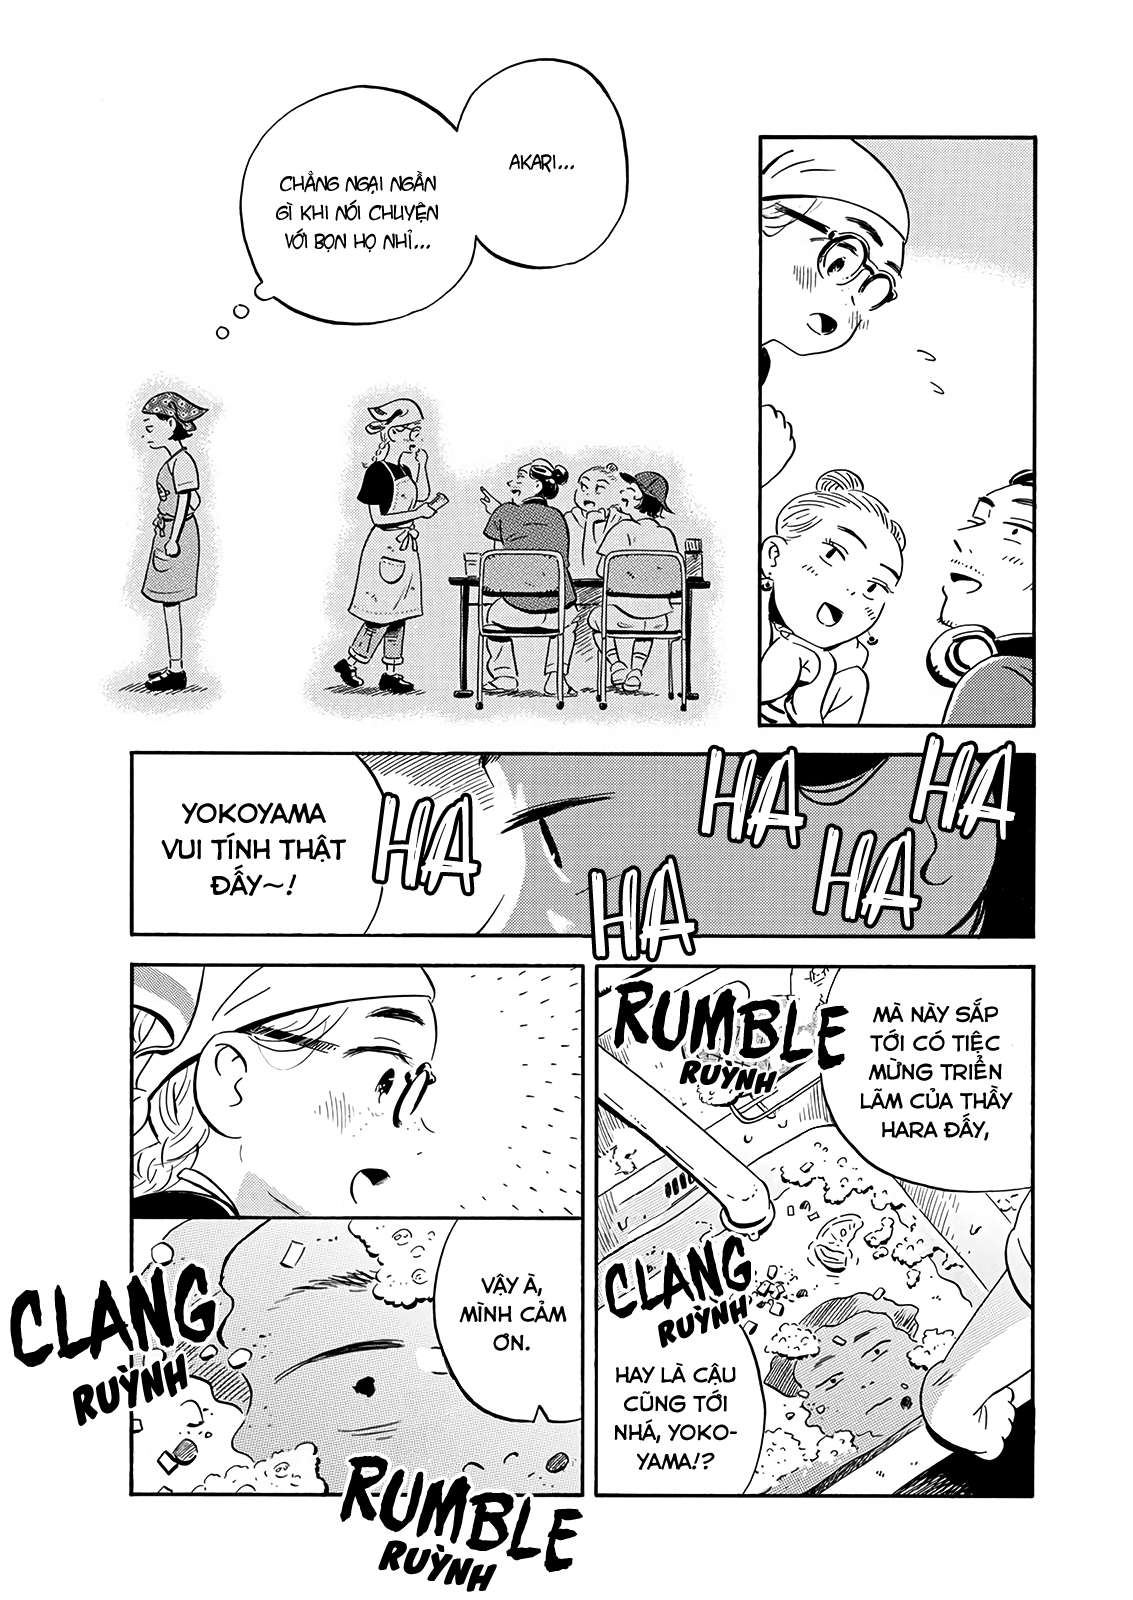 AKARI...
CHẲNG NGẠI NGẦN
GÌ KHI NÓI CHUYỆN
VỚI BỌN HỌ NHỈ...
HA
HA
HA
HA
HA
YOKOYAMA
VUI TÍNH THẬT
ĐẤY~!
RUMBLE
RUỲNH
MÀ NÀY SẮP
TỚI CÓ TIỆC
MỪNG TRIỂN
LÃM CỦA THẦY
HARA ĐẤY,
CLANG
RUỲNH
HAY LÀ CẬU
CŨNG TỚI
NHÁ, YOKO-
YAMA!?
VẬY À,
MÌNH CẢM
ƠN.
CLANG
RUỲNH
RUMBLE
RUỲNH